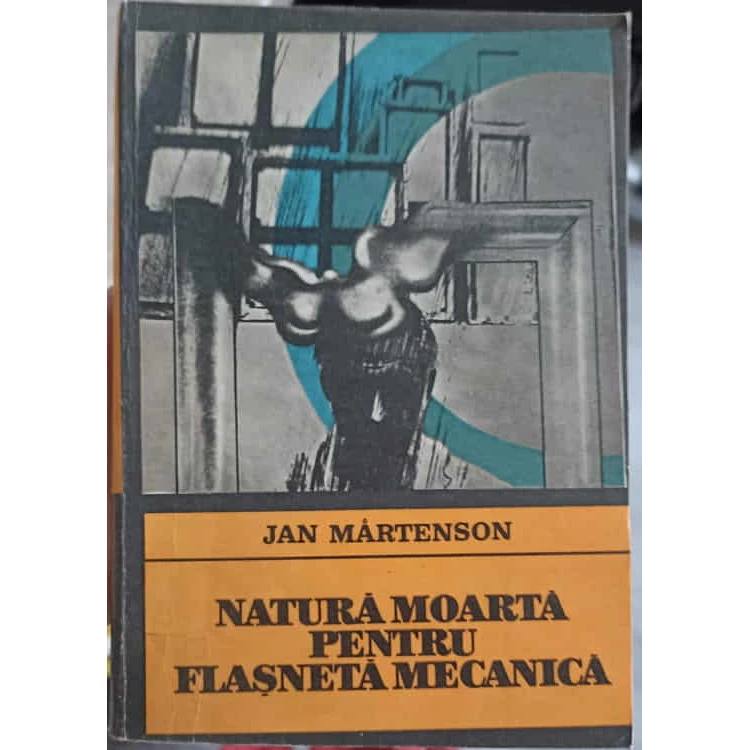 JAN MÅRTENSON
NATURĂ MOARTĂ
PENTRU
FLAȘNETĂ MECANICĂ